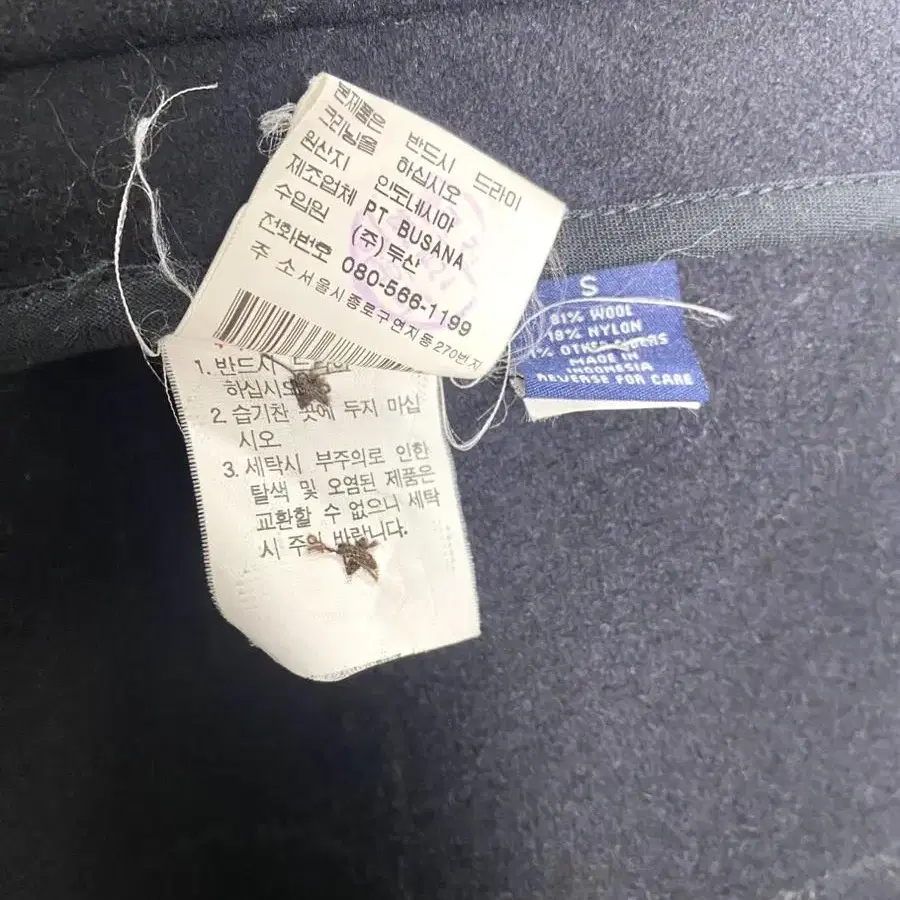 본제품은 반드시 드라이
크리닝을 하십시오
원산지 인도네시아
제조업체 PT BUSANA
수입원 (주)두산
전화번호 080-566-1199
주 소 서울시종로구연지동 270번지
1. 반드시 드라이
하십시오
2. 습기찬 곳에 두지 마십
시오
3. 세탁시 부주의로 인한
탈색 및 오염된 제품은
교환할 수 없으니 세탁
시 주의 바랍니다.
S
81% WOOL
18% NYLON
1% OTHER FIBERS
MADE IN
INDONESIA
REVERSE FOR CARE